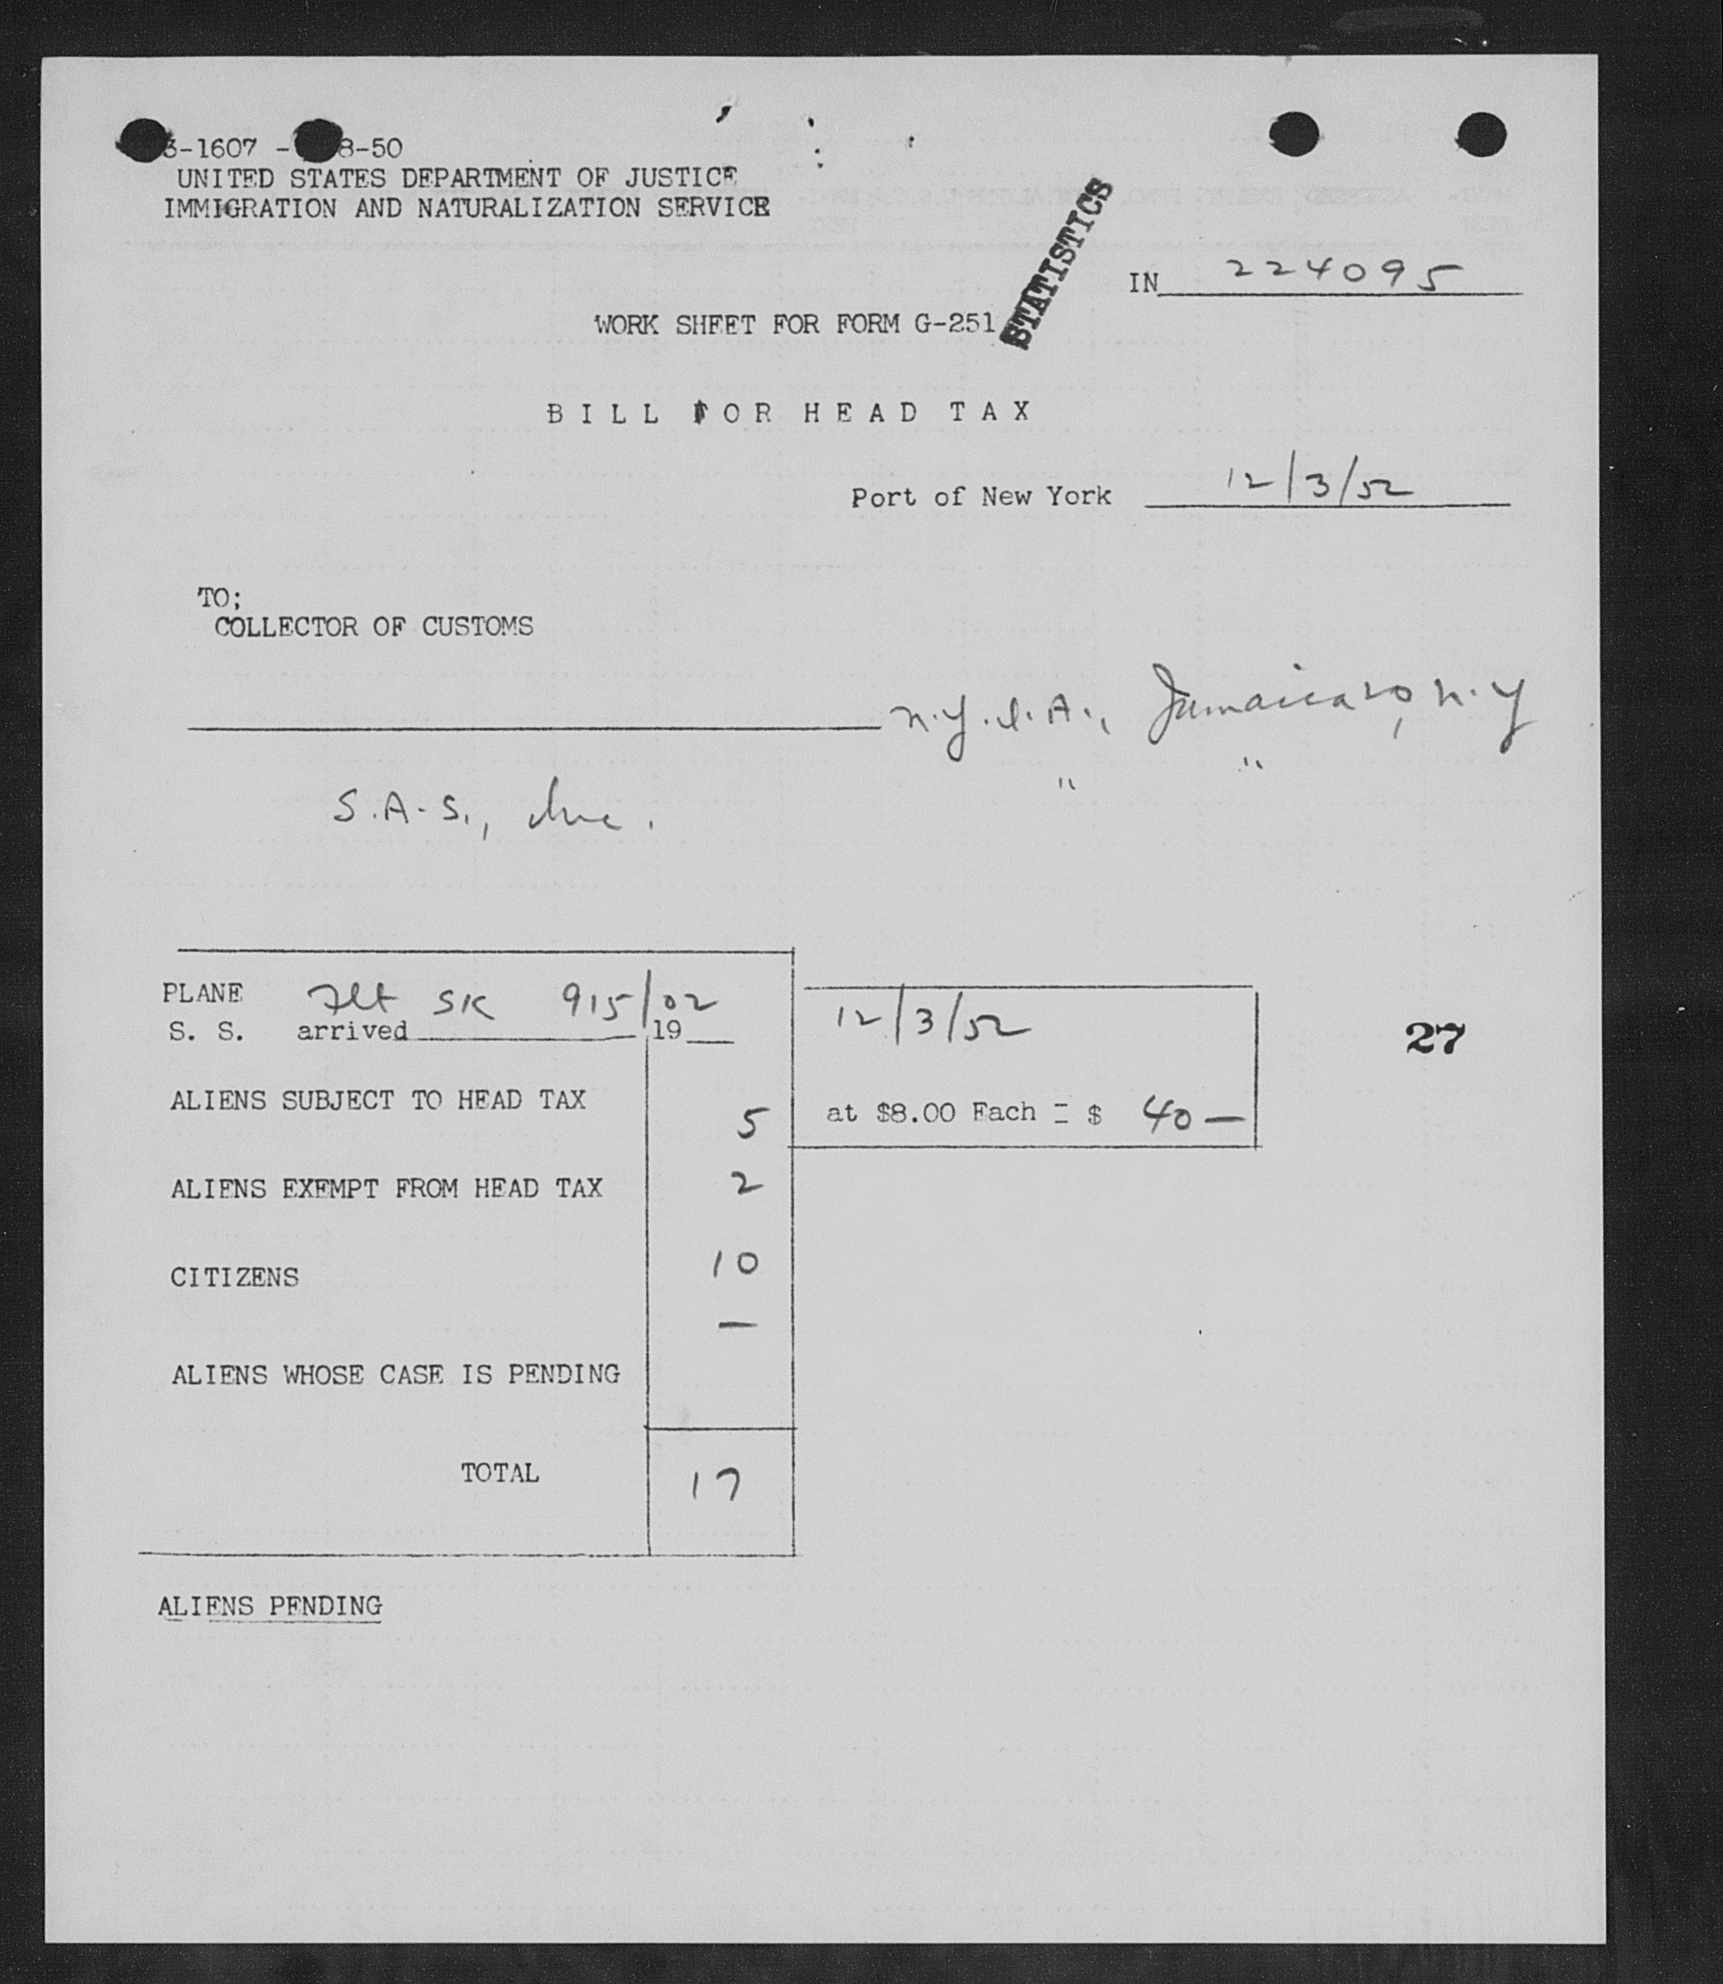 3-1607 - 8-50
UNITED STATES DEPARTMENT OF JUSTICE
IMMIGRATION AND NATURALIZATION SERVICE
STATISTICS
IN 224095
WORK SHEET FOR FORM G-251
BILL FOR HEAD TAX
Port of New York 12/3/52
TO;
COLLECTOR OF CUSTOMS
N.Y.I.A., Jamaica 20, N.Y
" "
S.A.S., Inc.
PLANE Flt SK 915/02
S. S. arrived 19
12/3/52
27
ALIENS SUBJECT TO HEAD TAX 5 at $8.00 Each = $ 40 —
ALIENS EXEMPT FROM HEAD TAX 2
CITIZENS 10
—
ALIENS WHOSE CASE IS PENDING
TOTAL 17
ALIENS PENDING